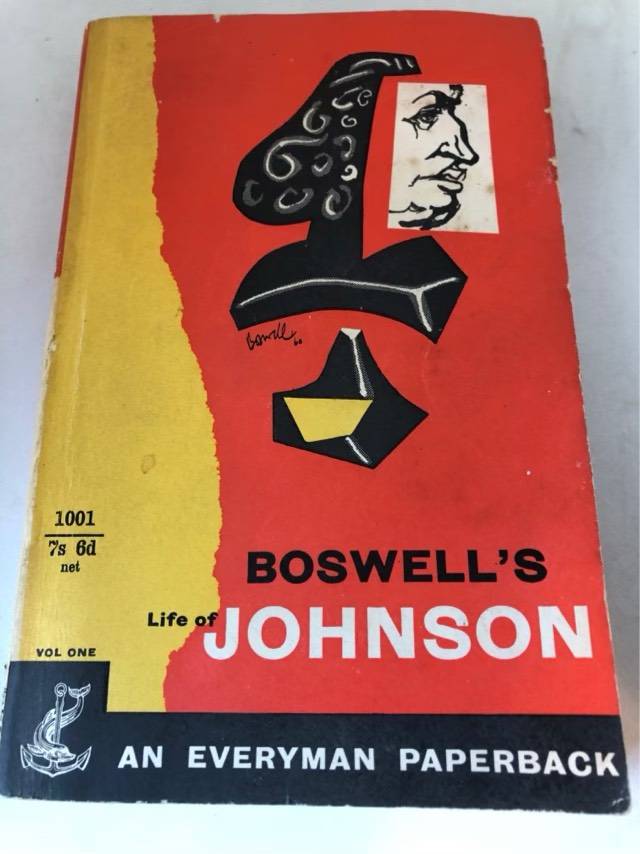 1001
7s 6d
net
BOSWELL'S
Life of JOHNSON
VOL ONE
AN EVERYMAN PAPERBACK